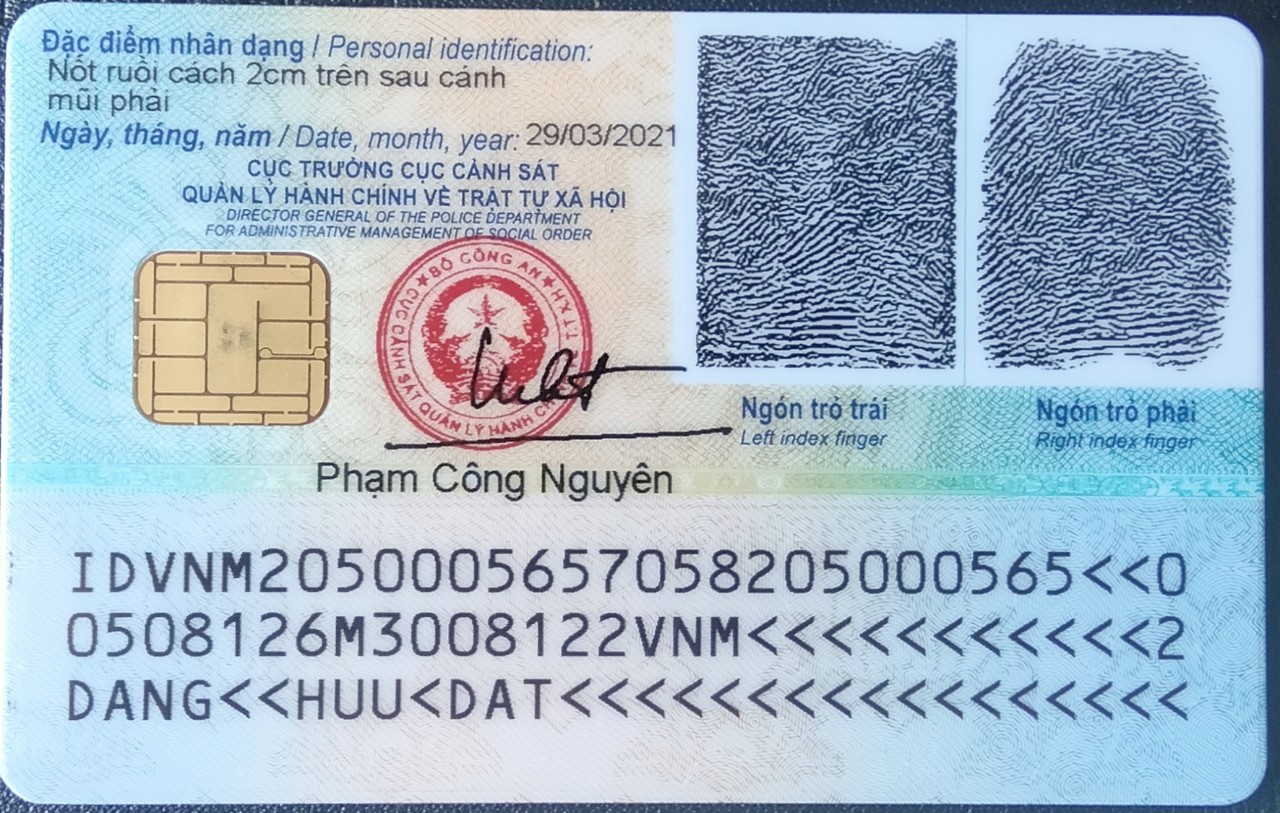 Đặc điểm nhân dạng / Personal identification:
Nốt ruồi cách 2cm trên sau cánh
mũi phải
Ngày, tháng, năm / Date, month, year: 29/03/2021
CỤC TRƯỞNG CỤC CẢNH SÁT
QUẢN LÝ HÀNH CHÍNH VỀ TRẬT TỰ XÃ HỘI
DIRECTOR GENERAL OF THE POLICE DEPARTMENT
FOR ADMINISTRATIVE MANAGEMENT OF SOCIAL ORDER
BỘ CÔNG AN
CỤC CẢNH SÁT QUẢN LÝ HÀNH
Ngón trỏ trái
Left index finger
Ngón trỏ phải
Right index finger
Phạm Công Nguyên
IDVNM2050005657058205000565<<0
0508126M3008122VNM<<<<<<<<<<<2
DANG<<HUU<DAT<<<<<<<<<<<<<<<<<